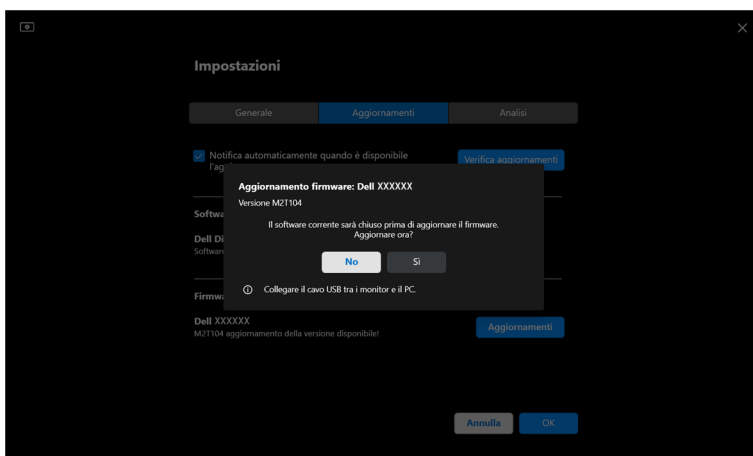 Impostazioni
Generale
Aggiornamenti
Analisi
Notifica automaticamente quando è disponibile
Verifica aggiornamenti
Aggiornamento firmware: Dell XXXXXX
Versione M2T104
Il software corrente sarà chiuso prima di aggiornare il firmware.
Aggiornare ora?
No
Sì
Collegare il cavo USB tra i monitor e il PC.
Dell XXXXXX
M2T104 aggiornamento della versione disponibile!
Aggiornamenti
Annulla
OK